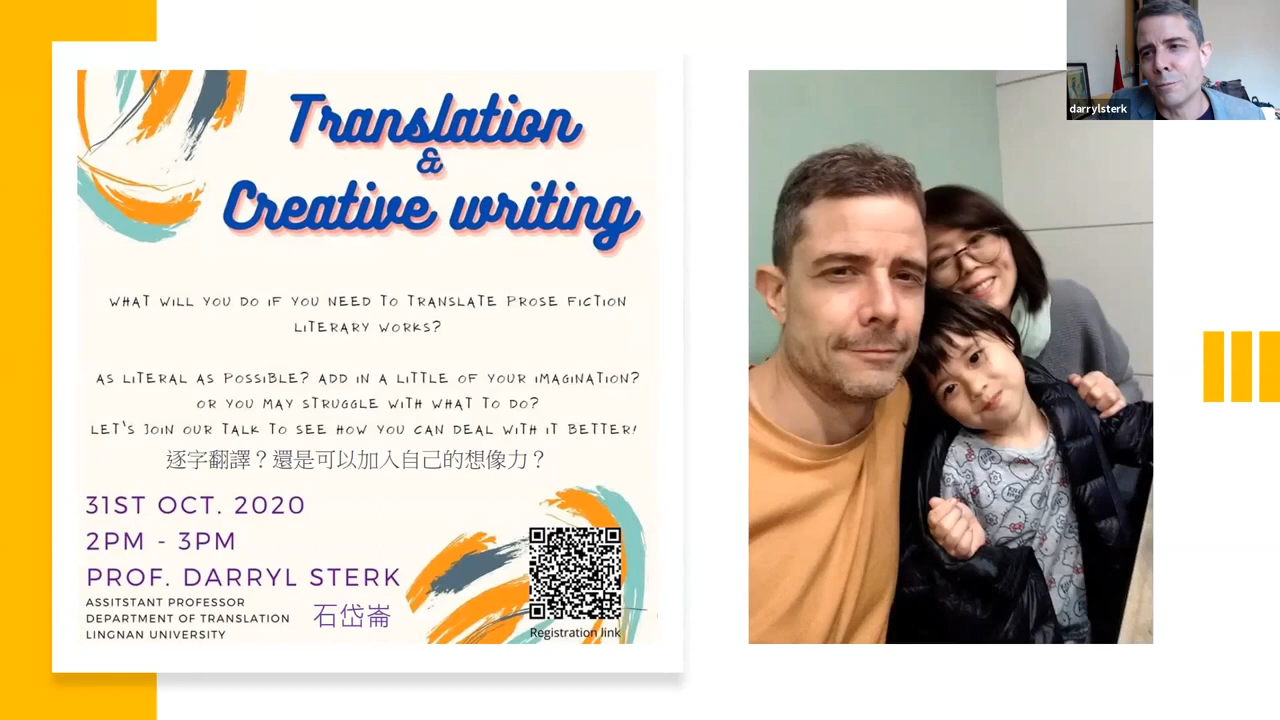 Translation
&
Creative writing
WHAT WILL YOU DO IF YOU NEED TO TRANSLATE PROSE FICTION
LITERARY WORKS?
AS LITERAL AS POSSIBLE? ADD IN A LITTLE OF YOUR IMAGINATION?
OR YOU MAY STRUGGLE WITH WHAT TO DO?
LET'S JOIN OUR TALK TO SEE HOW YOU CAN DEAL WITH IT BETTER!
逐字翻譯？還是可以加入自己的想像力？
31ST OCT. 2020
2PM - 3PM
PROF. DARRYL STERK
ASSITSTANT PROFESSOR
DEPARTMENT OF TRANSLATION
LINGNAN UNIVERSITY
石岱崙
Registration link
darrylsterk